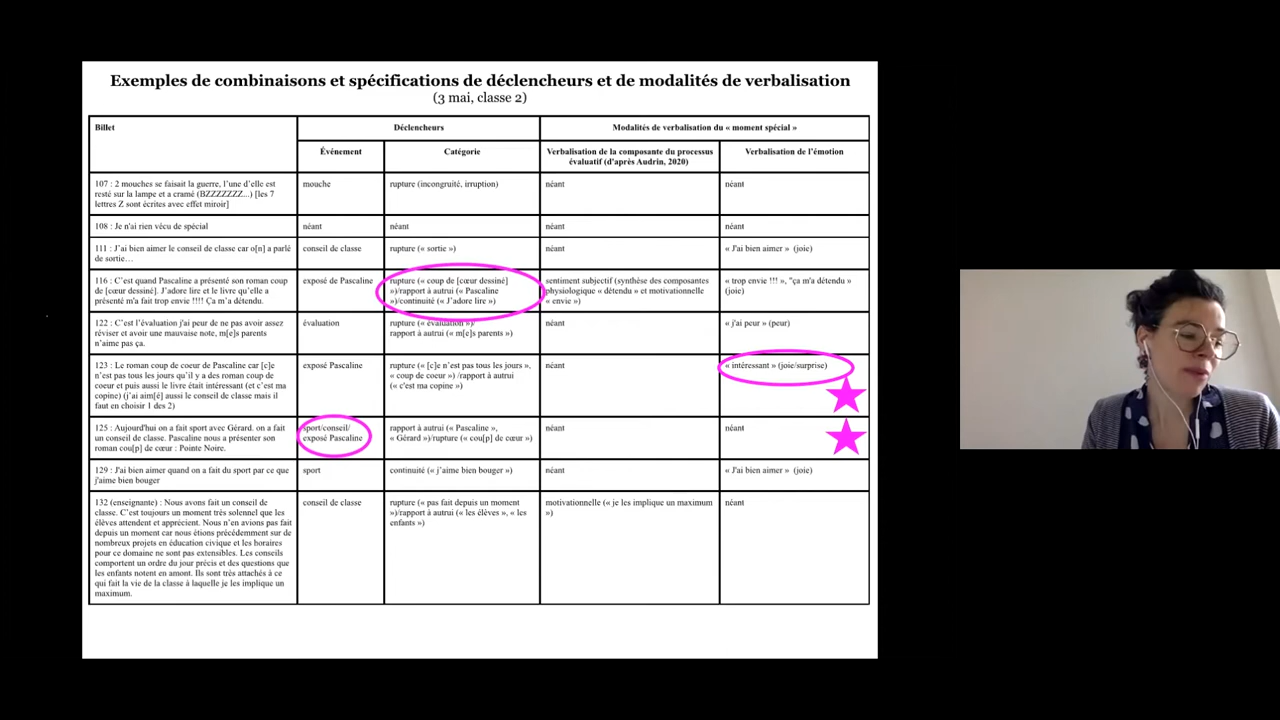 Exemples de combinaisons et spécifications de déclencheurs et de modalités de verbalisation
(3 mai, classe 2)
Billet
Déclencheurs
Modalités de verbalisation du « moment spécial »
Événement
Catégorie
Verbalisation de la composante du processus
évaluatif (d'après Audrin, 2020)
Verbalisation de l'émotion
107 : 2 mouches se faisait la guerre, l'une d'elle est
resté sur la lampe et a cramé (BZZZZZZZ...) [les 7
lettres Z sont écrites avec effet miroir]
mouche
rupture (incongruité, irruption)
néant
néant
108 : Je n'ai rien vécu de spécial
néant
néant
néant
néant
111 : J'ai bien aimer le conseil de classe car o[n] a parlé
de sortie…
conseil de classe
rupture (« sortie »)
néant
« J'ai bien aimer » (joie)
116 : C'est quand Pascaline a présenté son roman coup
de [cœur dessiné]. J'adore lire et le livre qu'elle a
présenté m'a fait trop envie !!!! Ça m'a détendu.
exposé de Pascaline
rupture (« coup de [cœur dessiné]
»)/rapport à autrui (« Pascaline
»)/continuité (« J'adore lire »)
sentiment subjectif (synthèse des composantes
physiologique « détendu » et motivationnelle
« envie »)
« trop envie !!! », "ça m'a détendu »
(joie)
122 : C'est l'évaluation j'ai peur de ne pas avoir assez
réviser et avoir une mauvaise note, m[e]s parents
n'aime pas ça.
évaluation
rupture (« évaluation »)/
rapport à autrui (« m[e]s parents »)
néant
« j'ai peur » (peur)
123 : Le roman coup de coeur de Pascaline car [c]e
n'est pas tous les jours qu'il y a des roman coup de
coeur et puis aussi le livre était intéressant (et c'est ma
copine) (j'ai aim[é] aussi le conseil de classe mais il
faut en choisir 1 des 2)
exposé Pascaline
rupture (« [c]e n'est pas tous les jours »,
« coup de coeur ») /rapport à autrui
(« c'est ma copine »)
néant
« intéressant » (joie/surprise)
125 : Aujourd'hui on a fait sport avec Gérard. on a fait
un conseil de classe. Pascaline nous a présenter son
roman cou[p] de cœur : Pointe Noire.
sport/conseil/
exposé Pascaline
rapport à autrui (« Pascaline »,
« Gérard »)/rupture (« cou[p] de cœur »)
néant
néant
129 : J'ai bien aimer quand on a fait du sport par ce que
j'aime bien bouger
sport
continuité (« j'aime bien bouger »)
néant
« J'ai bien aimer » (joie)
132 (enseignante) : Nous avons fait un conseil de
classe. C'est toujours un moment très solennel que les
élèves attendent et apprécient. Nous n'en avions pas fait
depuis un moment car nous étions précédemment sur de
nombreux projets en éducation civique et les horaires
pour ce domaine ne sont pas extensibles. Les conseils
comportent un ordre du jour précis et des questions que
les enfants notent en amont. Ils sont très attachés à ce
qui fait la vie de la classe à laquelle je les implique un
maximum.
conseil de classe
rupture (« pas fait depuis un moment
»)/rapport à autrui (« les élèves », « les
enfants »)
motivationnelle (« je les implique un maximum
»)
néant